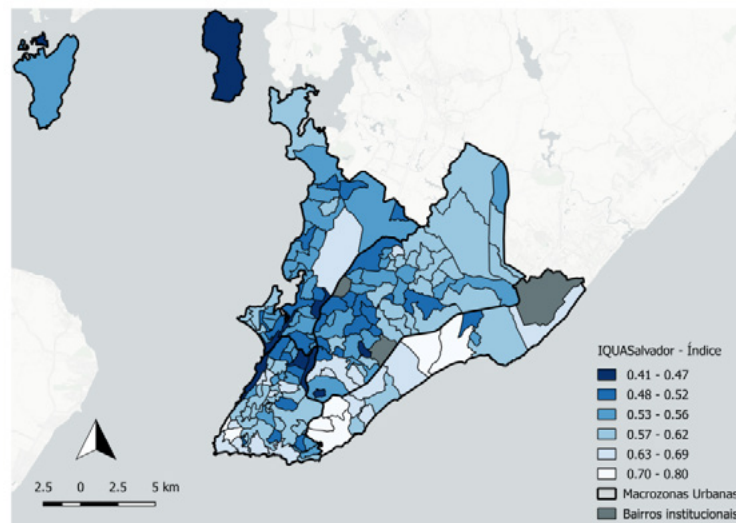 IQUASalvador - Índice
0.41 - 0.47
0.48 - 0.52
0.53 - 0.56
0.57 - 0.62
0.63 - 0.69
0.70 - 0.80
Macrozonas Urbanas
Bairros institucionais
2.5 0 2.5 5 km